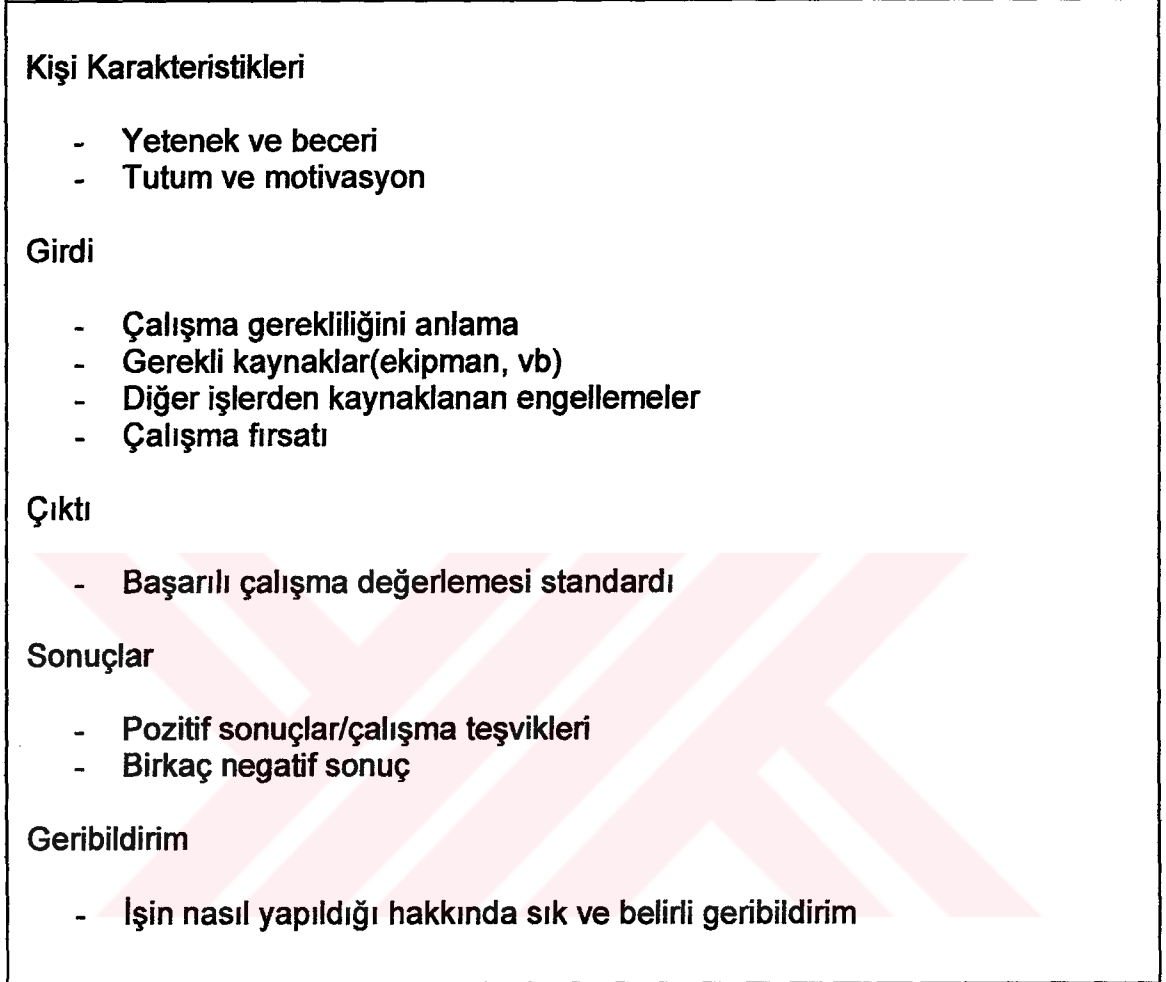 Kişi Karakteristikleri
- Yetenek ve beceri
- Tutum ve motivasyon
Girdi
- Çalışma gerekliliğini anlama
- Gerekli kaynaklar(ekipman, vb)
- Diğer işlerden kaynaklanan engellemeler
- Çalışma fırsatı
Çıktı
- Başarılı çalışma değerlemesi standardı
Sonuçlar
- Pozitif sonuçlar/çalışma teşvikleri
- Birkaç negatif sonuç
Geribildirim
- İşin nasıl yapıldığı hakkında sık ve belirli geribildirim